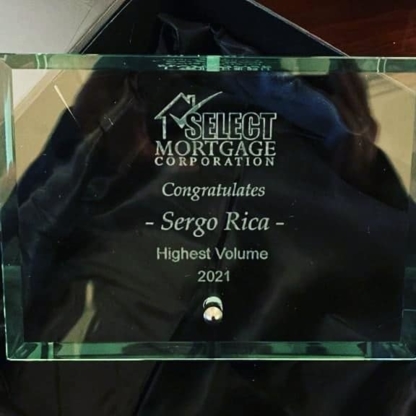 SELECT
MORTGAGE
CORPORATION
Congratulates
- Sergo Rica -
Highest Volume
2021